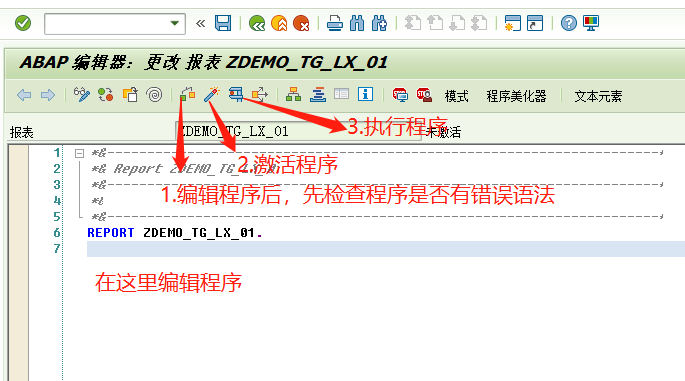 ABAP 编辑器：更改 报表 ZDEMO_TG_LX_01
模式 程序美化器 文本元素
报表 ZDEMO_TG_LX_01 未激活
3.执行程序
2.激活程序
1.编辑程序后，先检查程序是否有错误语法
1 *&---------------------------------------------------------------------*
2 *& Report ZDEMO_TG_LX_01
3 *&---------------------------------------------------------------------*
4 *&
5 *&---------------------------------------------------------------------*
6 REPORT ZDEMO_TG_LX_01.
7
在这里编辑程序